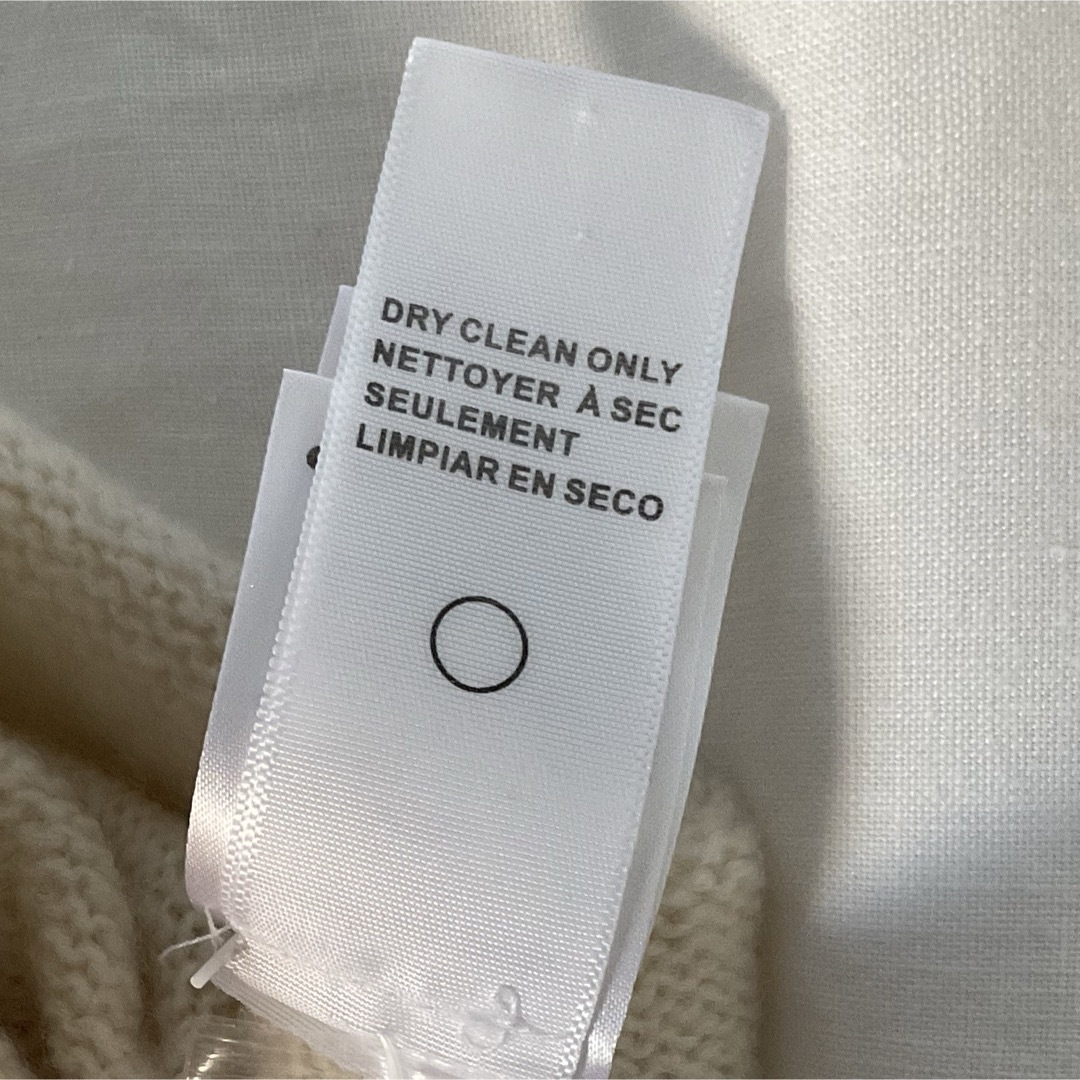 DRY CLEAN ONLY
NETTOYER À SEC
SEULEMENT
LIMPIAR EN SECO